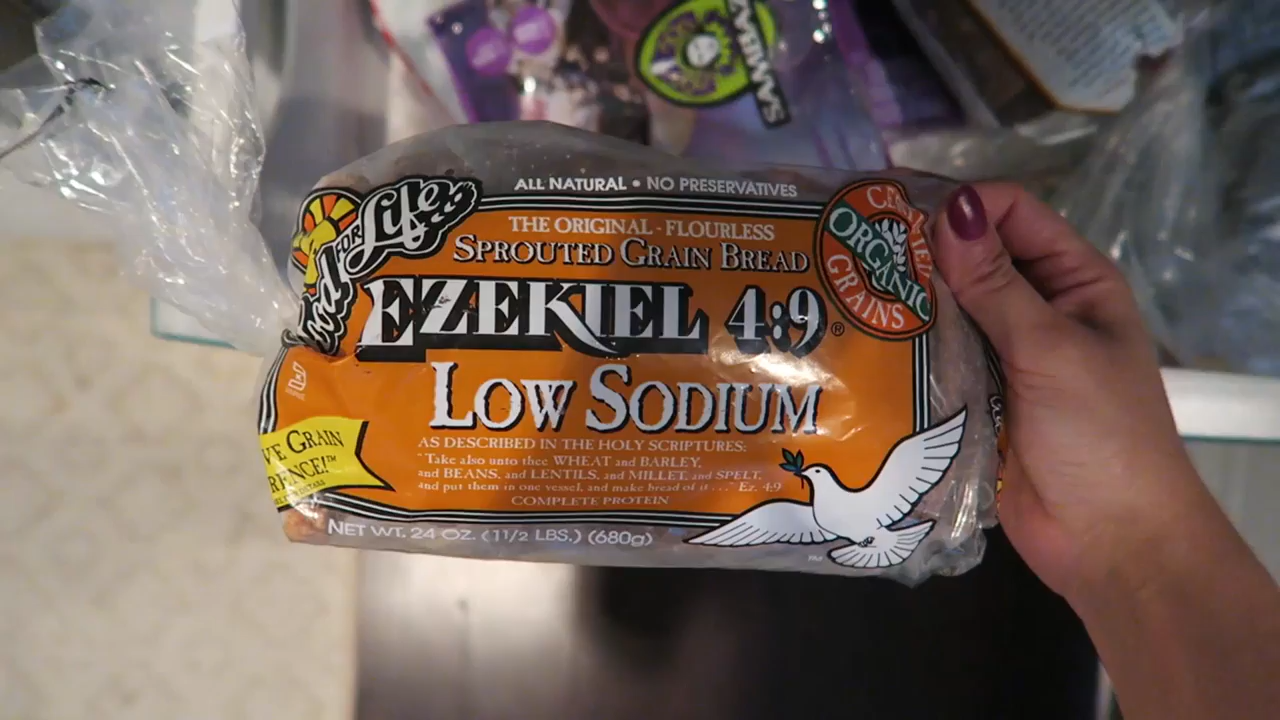 SAMBAZON
ALL NATURAL • NO PRESERVATIVES
Food FOR Life
THE ORIGINAL - FLOURLESS
SPROUTED GRAIN BREAD
CERTIFIED
ORGANIC
GRAINS
EZEKIEL 4:9®
LOW SODIUM
AS DESCRIBED IN THE HOLY SCRIPTURES:
"Take also unto thee WHEAT and BARLEY,
and BEANS, and LENTILS, and MILLET, and SPELT,
and put them in one vessel, and make bread of it . . ." Ez. 4:9
COMPLETE PROTEIN
GRAIN
NET WT. 24 OZ. (1 1/2 LBS.) (680g)